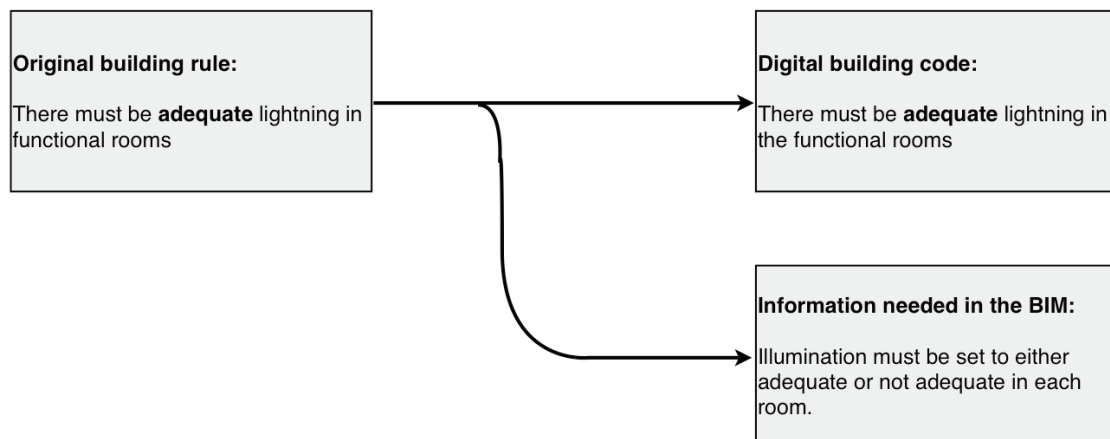 Original building rule:
There must be adequate lightning in
functional rooms
Digital building code:
There must be adequate lightning in
the functional rooms
Information needed in the BIM:
Illumination must be set to either
adequate or not adequate in each
room.